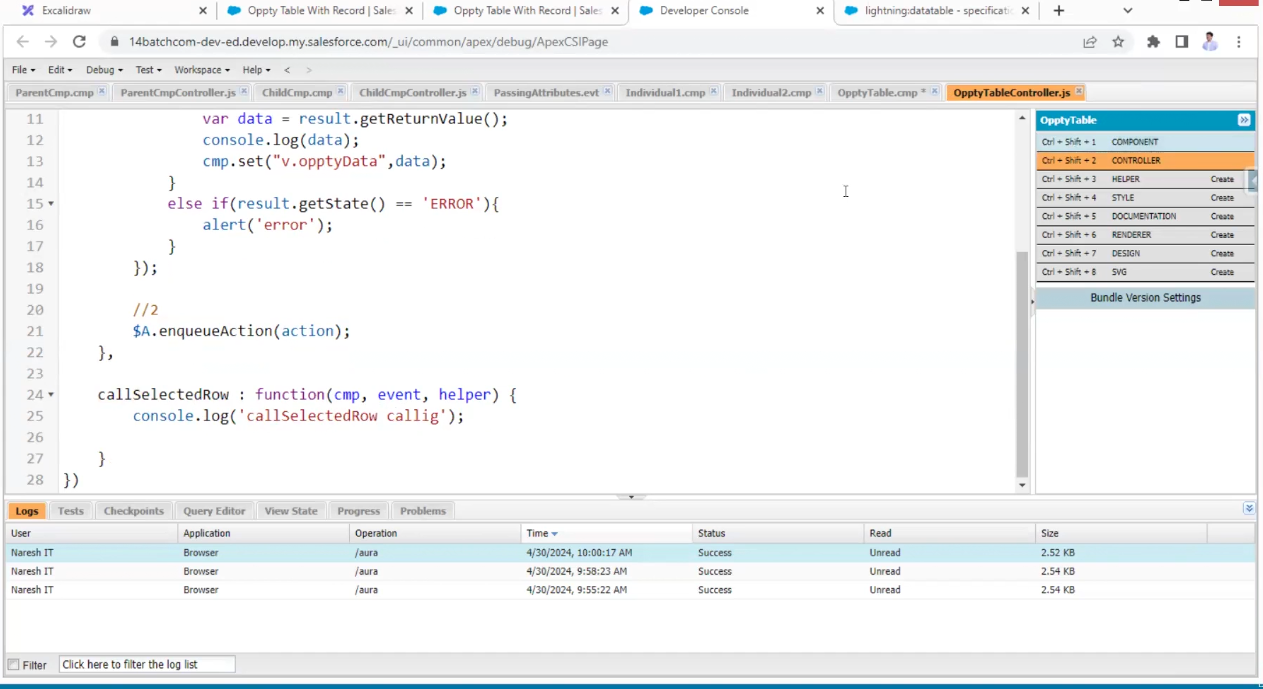 Excalidraw
Oppty Table With Record | Sales
Oppty Table With Record | Sales
Developer Console
lightning:datatable - specificatio
14batchcom-dev-ed.develop.my.salesforce.com/_ui/common/apex/debug/ApexCSIPage
File Edit Debug Test Workspace Help < >
ParentCmp.cmp ParentCmpController.js ChildCmp.cmp ChildCmpController.js PassingAttributes.evt Individual1.cmp Individual2.cmp OpptyTable.cmp * OpptyTableController.js
11 var data = result.getReturnValue();
12 console.log(data);
13 cmp.set("v.opptyData",data);
14 }
15 else if(result.getState() == 'ERROR'){
16 alert('error');
17 }
18 });
19
20 //2
21 $A.enqueueAction(action);
22 },
23
24 callSelectedRow : function(cmp, event, helper) {
25 console.log('callSelectedRow callig');
26
27 }
28 })
OpptyTable
Ctrl + Shift + 1 COMPONENT
Ctrl + Shift + 2 CONTROLLER
Ctrl + Shift + 3 HELPER Create
Ctrl + Shift + 4 STYLE Create
Ctrl + Shift + 5 DOCUMENTATION Create
Ctrl + Shift + 6 RENDERER Create
Ctrl + Shift + 7 DESIGN Create
Ctrl + Shift + 8 SVG Create
Bundle Version Settings
Logs Tests Checkpoints Query Editor View State Progress Problems
User Application Operation Time Status Read Size
Naresh IT Browser /aura 4/30/2024, 10:00:17 AM Success Unread 2.52 KB
Naresh IT Browser /aura 4/30/2024, 9:58:23 AM Success Unread 2.54 KB
Naresh IT Browser /aura 4/30/2024, 9:55:22 AM Success Unread 2.54 KB
Filter Click here to filter the log list